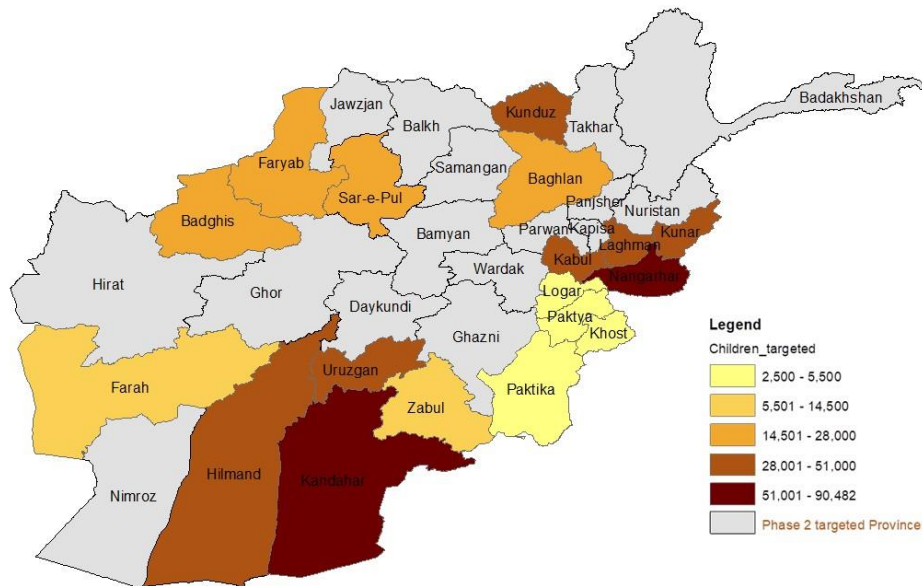 Jawzjan
Balkh
Kunduz
Takhar
Badakhshan
Faryab
Samangan
Baghlan
Sar-e-Pul
Badghis
Panjsher
Nuristan
Bamyan
Parwan
Kapisa
Kunar
Laghman
Kabul
Hirat
Ghor
Wardak
Nangarhar
Logar
Daykundi
Paktya
Ghazni
Khost
Farah
Uruzgan
Paktika
Zabul
Hilmand
Kandahar
Nimroz
Legend
Children_targeted
2,500 - 5,500
5,501 - 14,500
14,501 - 28,000
28,001 - 51,000
51,001 - 90,482
Phase 2 targeted Province